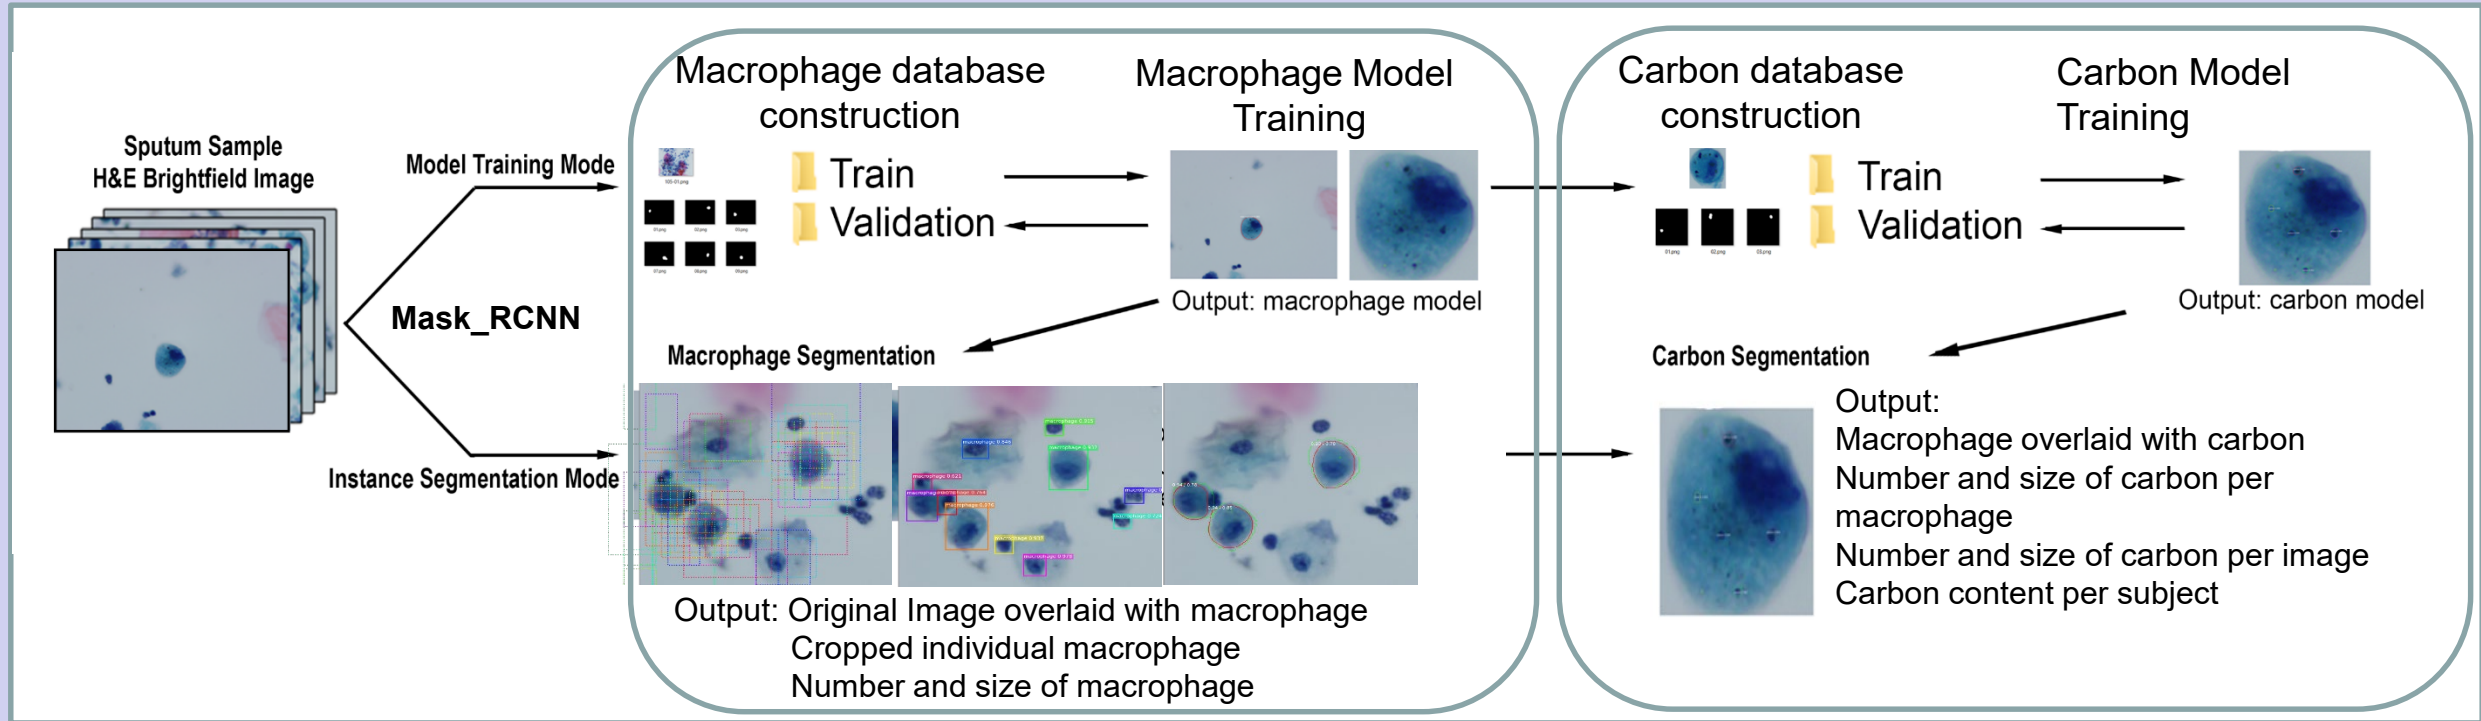 Sputum Sample
H&E Brightfield Image
Model Training Mode
Mask_RCNN
Instance Segmentation Mode
Macrophage database
construction
Macrophage Model
Training
Train
Validation
Output: macrophage model
Macrophage Segmentation
Output: Original Image overlaid with macrophage
Cropped individual macrophage
Number and size of macrophage
Carbon database
construction
Carbon Model
Training
Train
Validation
Output: carbon model
Carbon Segmentation
Output:
Macrophage overlaid with carbon
Number and size of carbon per
macrophage
Number and size of carbon per image
Carbon content per subject